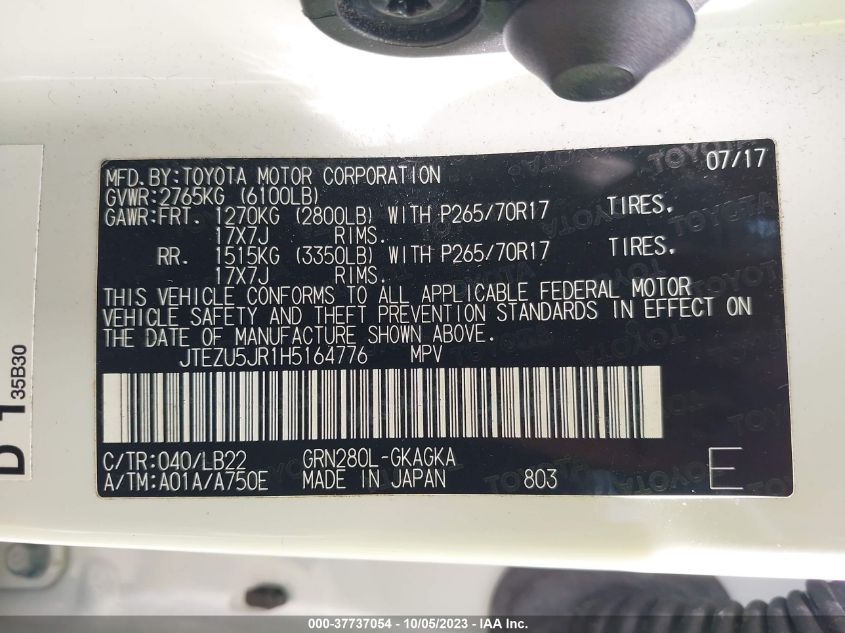 07/17
MFD.BY:TOYOTA MOTOR CORPORATION
GVWR:2765KG (6100LB)
GAWR:FRT. 1270KG (2800LB) WITH P265/70R17 TIRES.
17X7J RIMS.
RR. 1515KG (3350LB) WITH P265/70R17 TIRES.
17X7J RIMS.
THIS VEHICLE CONFORMS TO ALL APPLICABLE FEDERAL MOTOR
VEHICLE SAFETY AND THEFT PREVENTION STANDARDS IN EFFECT ON
THE DATE OF MANUFACTURE SHOWN ABOVE.
JTEZU5JR1H5164776 MPV
C/TR:040/LB22 GRN280L-GKAGKA
A/TM:A01A/A750E MADE IN JAPAN 803 E
35B30
000-37737054 - 10/05/2023 - IAA Inc.